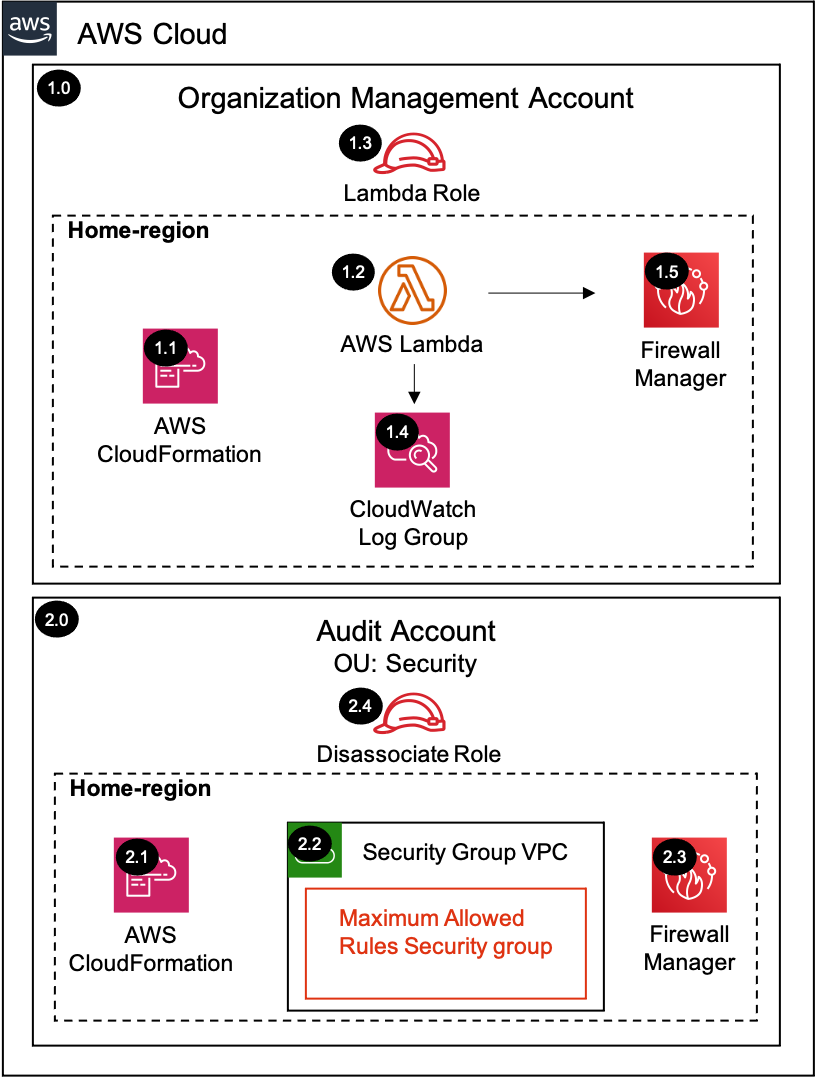 aws
AWS Cloud
1.0
Organization Management Account
1.3
Lambda Role
Home-region
1.2
AWS Lambda
1.5
Firewall
Manager
1.1
AWS
CloudFormation
1.4
CloudWatch
Log Group
2.0
Audit Account
OU: Security
2.4
Disassociate Role
Home-region
2.1
AWS
CloudFormation
2.2
Security Group VPC
Maximum Allowed
Rules Security group
2.3
Firewall
Manager